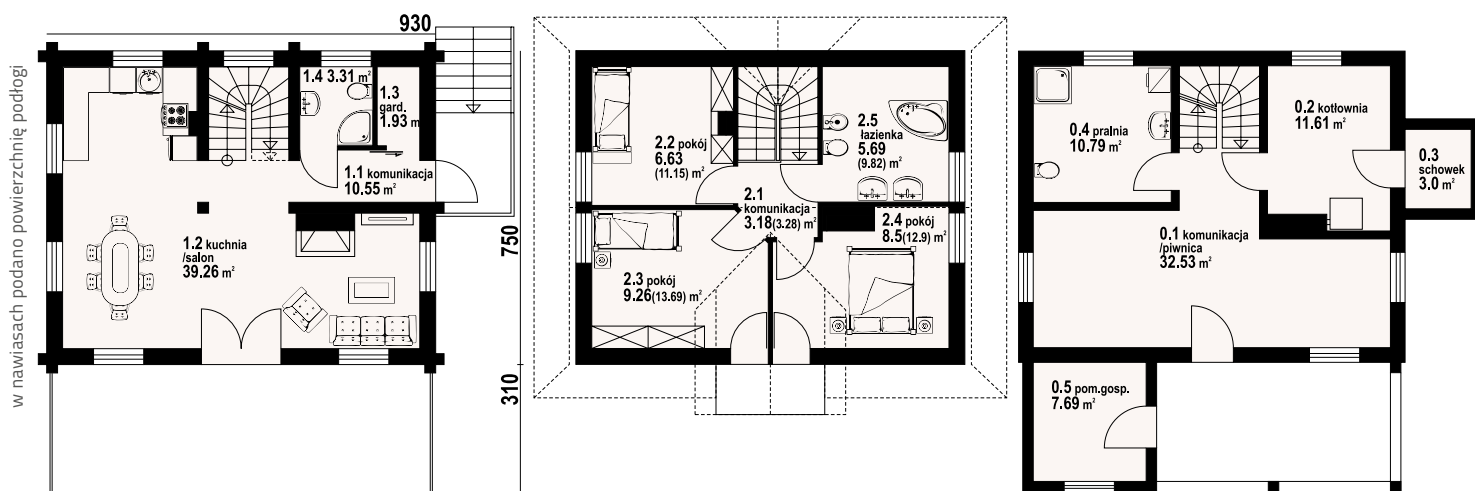 w nawiasach podano powierzchnię podłogi
930
750
310
1.4 3.31 m²
1.3
gard.
1.93 m
1.1 komunikacja
10.55 m²
1.2 kuchnia
/salon
39.26 m²
2.2 pokój
6.63
(11.15) m²
2.5
łazienka
5.69
(9.82) m²
2.1
komunikacja
3.18(3.28) m²
2.4 pokój
8.5(12.9) m²
2.3 pokój
9.26(13.69) m²
0.4 pralnia
10.79 m²
0.2 kotłownia
11.61 m²
0.3
schowek
3.0 m²
0.1 komunikacja
/piwnica
32.53 m²
0.5 pom.gosp.
7.69 m²